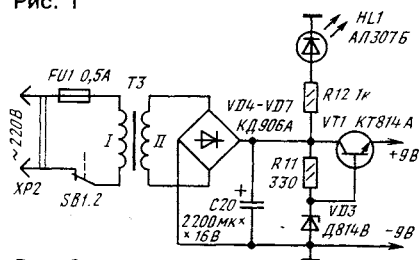 Рис. 1
HL1
АЛ307Б
FU1 0,5А
T3
~220В
I
II
VD4-VD7
КД906А
R12 1к
VT1 КТ814А
+9В
R11
330
XP2
SB1.2
+
C20
2200мк×
×16В
VD3
Д814В
-9В